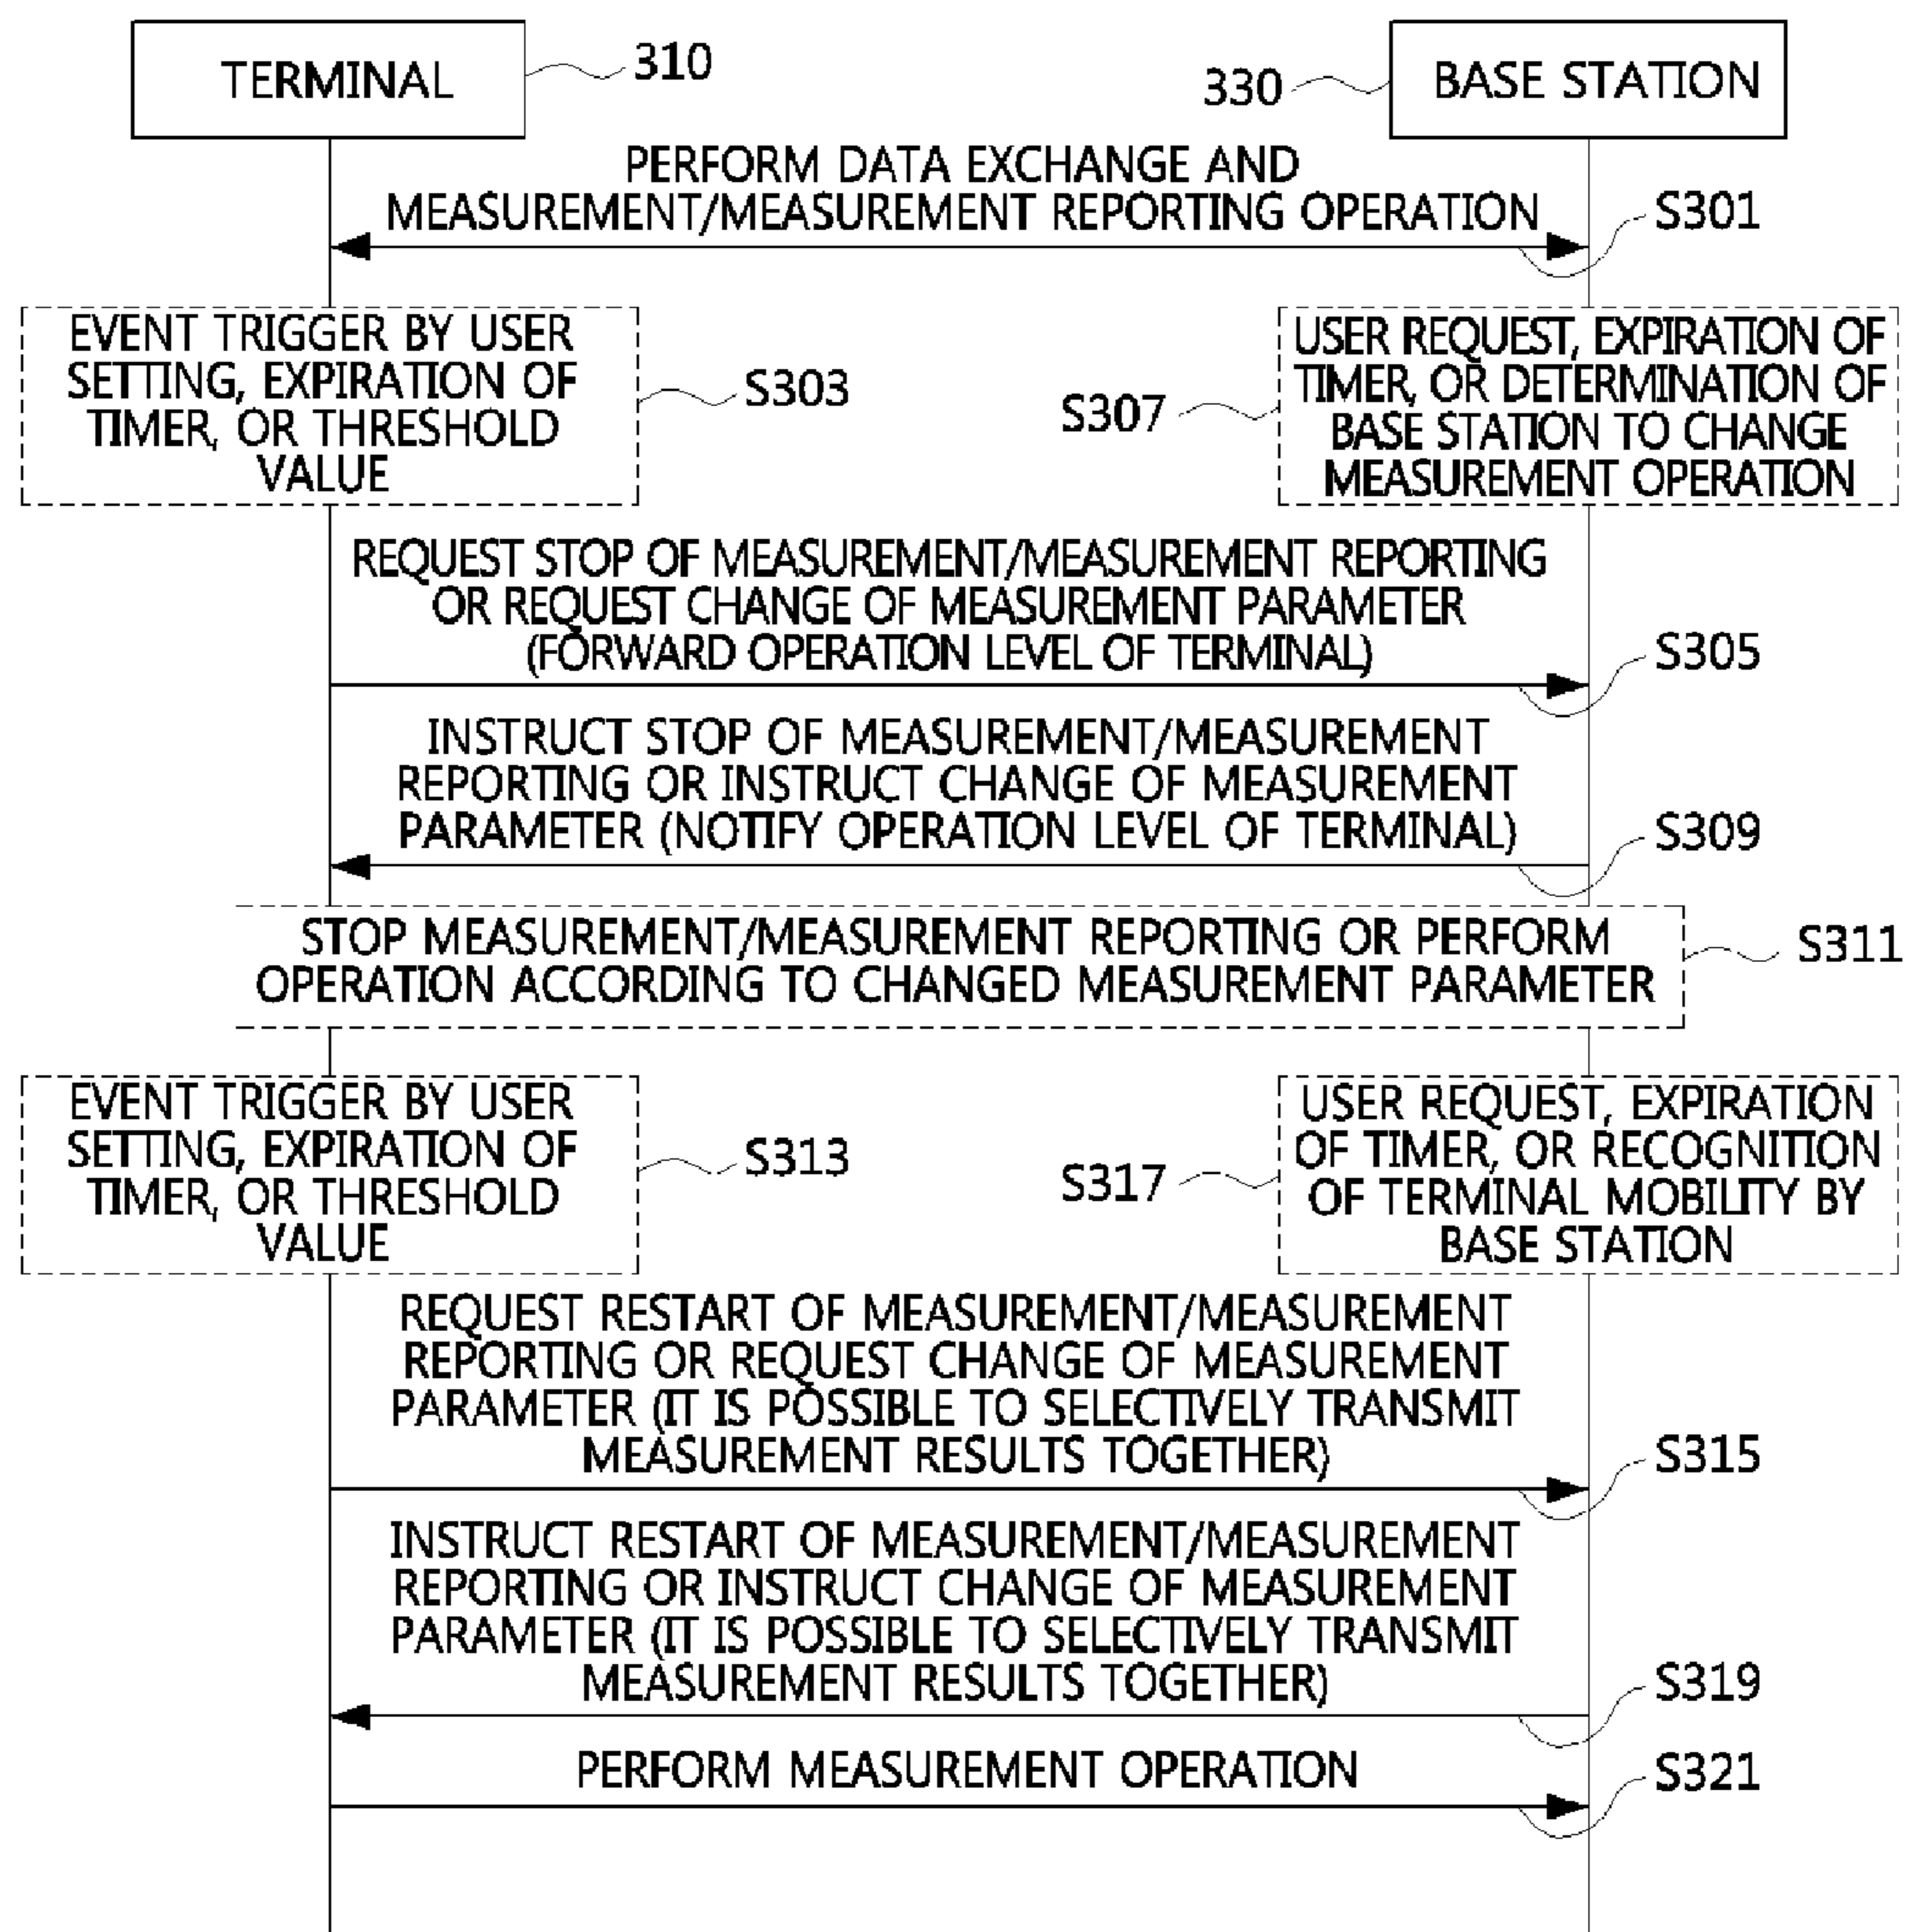 TERMINAL
310
330
BASE STATION
PERFORM DATA EXCHANGE AND
MEASUREMENT/MEASUREMENT REPORTING OPERATION
S301
EVENT TRIGGER BY USER
SETTING, EXPIRATION OF
TIMER, OR THRESHOLD
VALUE
S303
S307
USER REQUEST, EXPIRATION OF
TIMER, OR DETERMINATION OF
BASE STATION TO CHANGE
MEASUREMENT OPERATION
REQUEST STOP OF MEASUREMENT/MEASUREMENT REPORTING
OR REQUEST CHANGE OF MEASUREMENT PARAMETER
(FORWARD OPERATION LEVEL OF TERMINAL)
S305
INSTRUCT STOP OF MEASUREMENT/MEASUREMENT
REPORTING OR INSTRUCT CHANGE OF MEASUREMENT
PARAMETER (NOTIFY OPERATION LEVEL OF TERMINAL)
S309
STOP MEASUREMENT/MEASUREMENT REPORTING OR PERFORM
OPERATION ACCORDING TO CHANGED MEASUREMENT PARAMETER
S311
EVENT TRIGGER BY USER
SETTING, EXPIRATION OF
TIMER, OR THRESHOLD
VALUE
S313
S317
USER REQUEST, EXPIRATION
OF TIMER, OR RECOGNITION
OF TERMINAL MOBILITY BY
BASE STATION
REQUEST RESTART OF MEASUREMENT/MEASUREMENT
REPORTING OR REQUEST CHANGE OF MEASUREMENT
PARAMETER (IT IS POSSIBLE TO SELECTIVELY TRANSMIT
MEASUREMENT RESULTS TOGETHER)
S315
INSTRUCT RESTART OF MEASUREMENT/MEASUREMENT
REPORTING OR INSTRUCT CHANGE OF MEASUREMENT
PARAMETER (IT IS POSSIBLE TO SELECTIVELY TRANSMIT
MEASUREMENT RESULTS TOGETHER)
S319
PERFORM MEASUREMENT OPERATION
S321